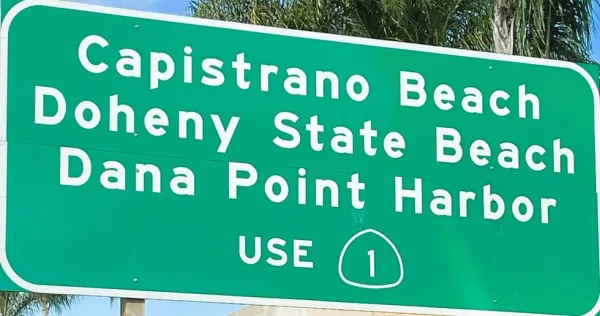 Capistrano Beach
Doheny State Beach
Dana Point Harbor
USE 1